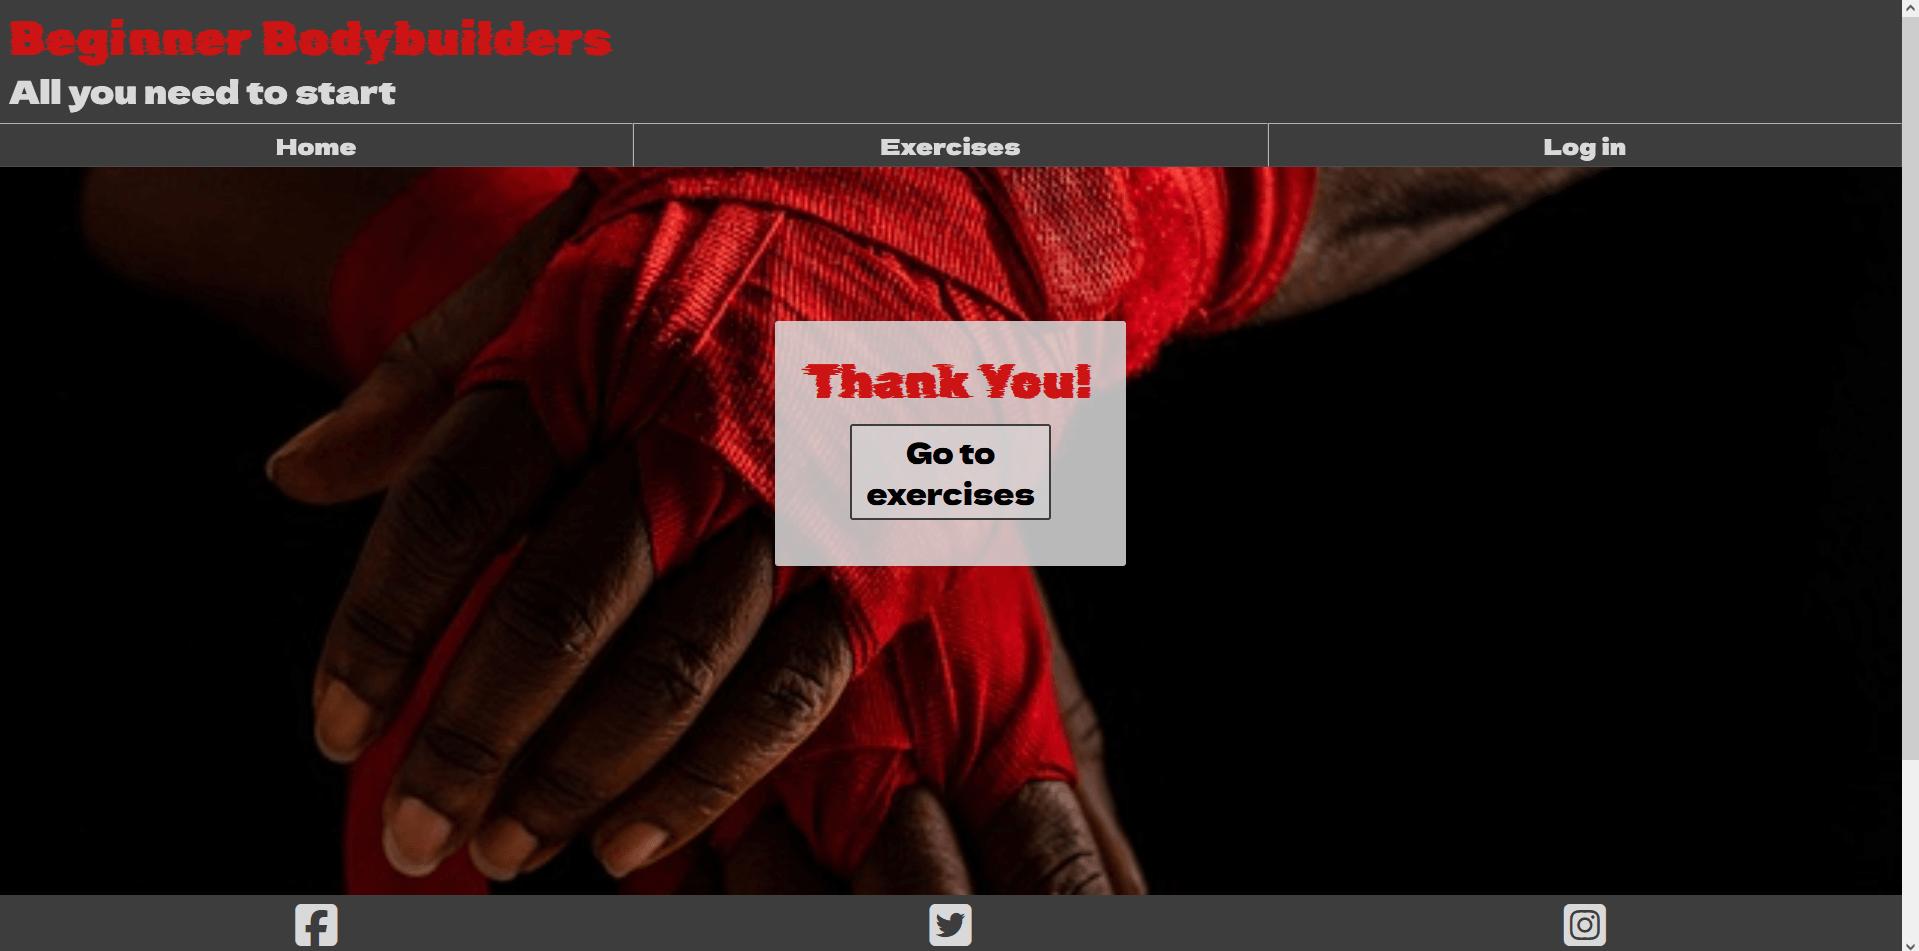 Beginner Bodybuilders
All you need to start
Home
Exercises
Log in
Thank You!
Go to
exercises